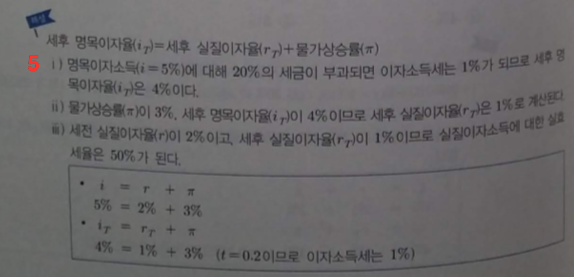 해설
세후 명목이자율(i_T)=세후 실질이자율(r_T)+물가상승률(π)
5 ⅰ) 명목이자소득(i=5%)에 대해 20%의 세금이 부과되면 이자소득세는 1%가 되므로 세후 명
목이자율(i_T)은 4%이다.
ⅱ) 물가상승률(π)이 3%, 세후 명목이자율(i_T)이 4%이므로 세후 실질이자율(r_T)은 1%로 계산된다.
ⅲ) 세전 실질이자율(r)이 2%이고, 세후 실질이자율(r_T)이 1%이므로 실질이자소득에 대한 실효
세율은 50%가 된다.
• i = r + π
5% = 2% + 3%
• i_T = r_T + π
4% = 1% + 3% (t=0.2이므로 이자소득세는 1%)